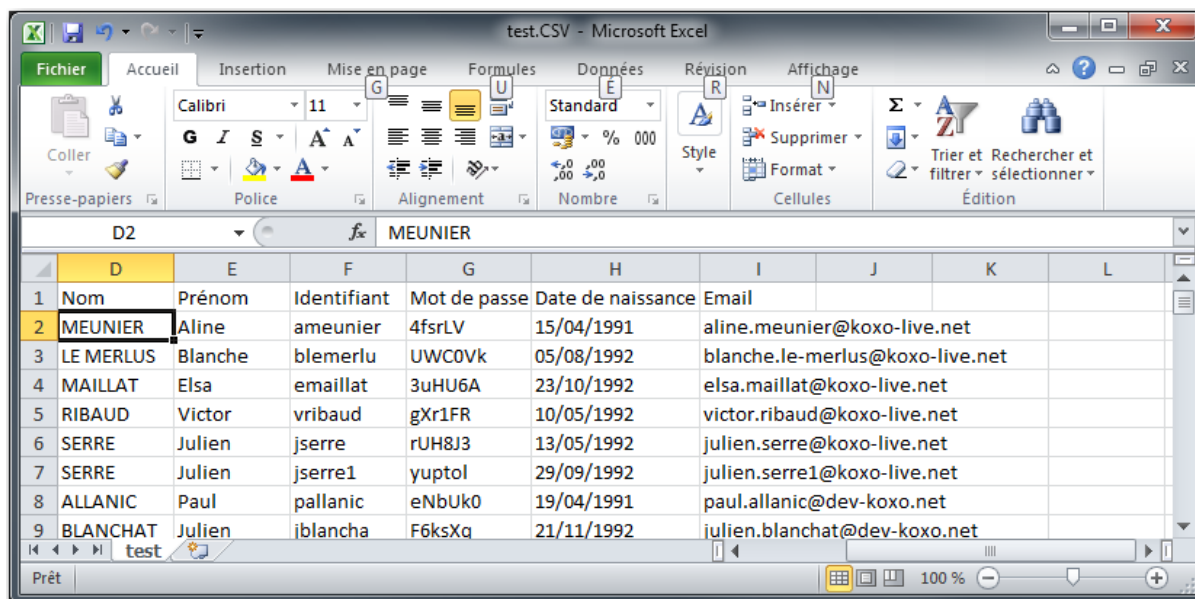 test.CSV - Microsoft Excel
Fichier Accueil Insertion Mise en page Formules Données Révision Affichage
G U É R N
Calibri 11 Standard Insérer Σ
G I S A A % 000 Style Supprimer
Coller Trier et filtrer Rechercher et sélectionner
A ,0 ,00 ,00 ,0 Format
Presse-papiers Police Alignement Nombre Cellules Édition
D2 fx MEUNIER
D E F G H I J K L
1 Nom Prénom Identifiant Mot de passe Date de naissance Email
2 MEUNIER Aline ameunier 4fsrLV 15/04/1991 aline.meunier@koxo-live.net
3 LE MERLUS Blanche blemerlu UWC0Vk 05/08/1992 blanche.le-merlus@koxo-live.net
4 MAILLAT Elsa emaillat 3uHU6A 23/10/1992 elsa.maillat@koxo-live.net
5 RIBAUD Victor vribaud gXr1FR 10/05/1992 victor.ribaud@koxo-live.net
6 SERRE Julien jserre rUH8J3 13/05/1992 julien.serre@koxo-live.net
7 SERRE Julien jserre1 yuptol 29/09/1992 julien.serre1@koxo-live.net
8 ALLANIC Paul pallanic eNbUk0 19/04/1991 paul.allanic@dev-koxo.net
9 BLANCHAT Julien jblancha F6ksXq 21/11/1992 julien.blanchat@dev-koxo.net
test
Prêt 100 %